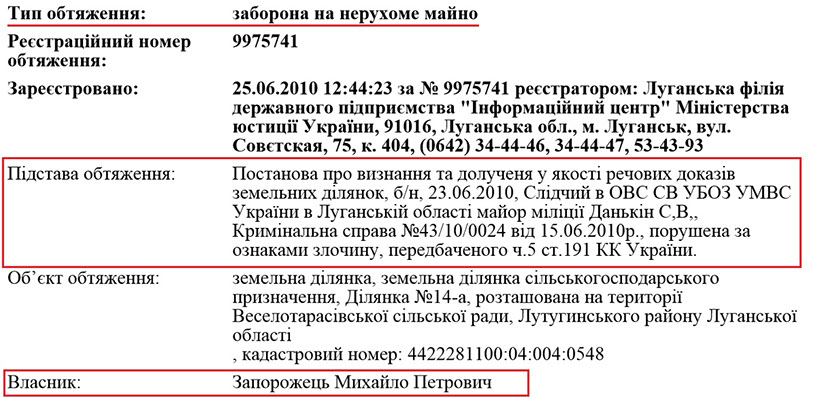 Тип обтяження: заборона на нерухоме майно
Реєстраційний номер 9975741
обтяження:
Зареєстровано: 25.06.2010 12:44:23 за № 9975741 реєстратором: Луганська філія
державного підприємства "Інформаційний центр" Міністерства
юстиції України, 91016, Луганська обл., м. Луганськ, вул.
Совєтская, 75, к. 404, (0642) 34-44-46, 34-44-47, 53-43-93
Підстава обтяження: Постанова про визнання та долученя у якості речових доказів
земельних ділянок, б/н, 23.06.2010, Слідчий в ОВС СВ УБОЗ УМВС
України в Луганській області майор міліції Данькін С,В,,
Кримінальна справа №43/10/0024 від 15.06.2010р., порушена за
ознаками злочину, передбаченого ч.5 ст.191 КК України.
Об’єкт обтяження: земельна ділянка, земельна ділянка сільськогосподарського
призначення, Ділянка №14-а, розташована на території
Веселотарасівської сільської ради, Лутугинського району Луганської
області
, кадастровий номер: 4422281100:04:004:0548
Власник: Запорожець Михайло Петрович